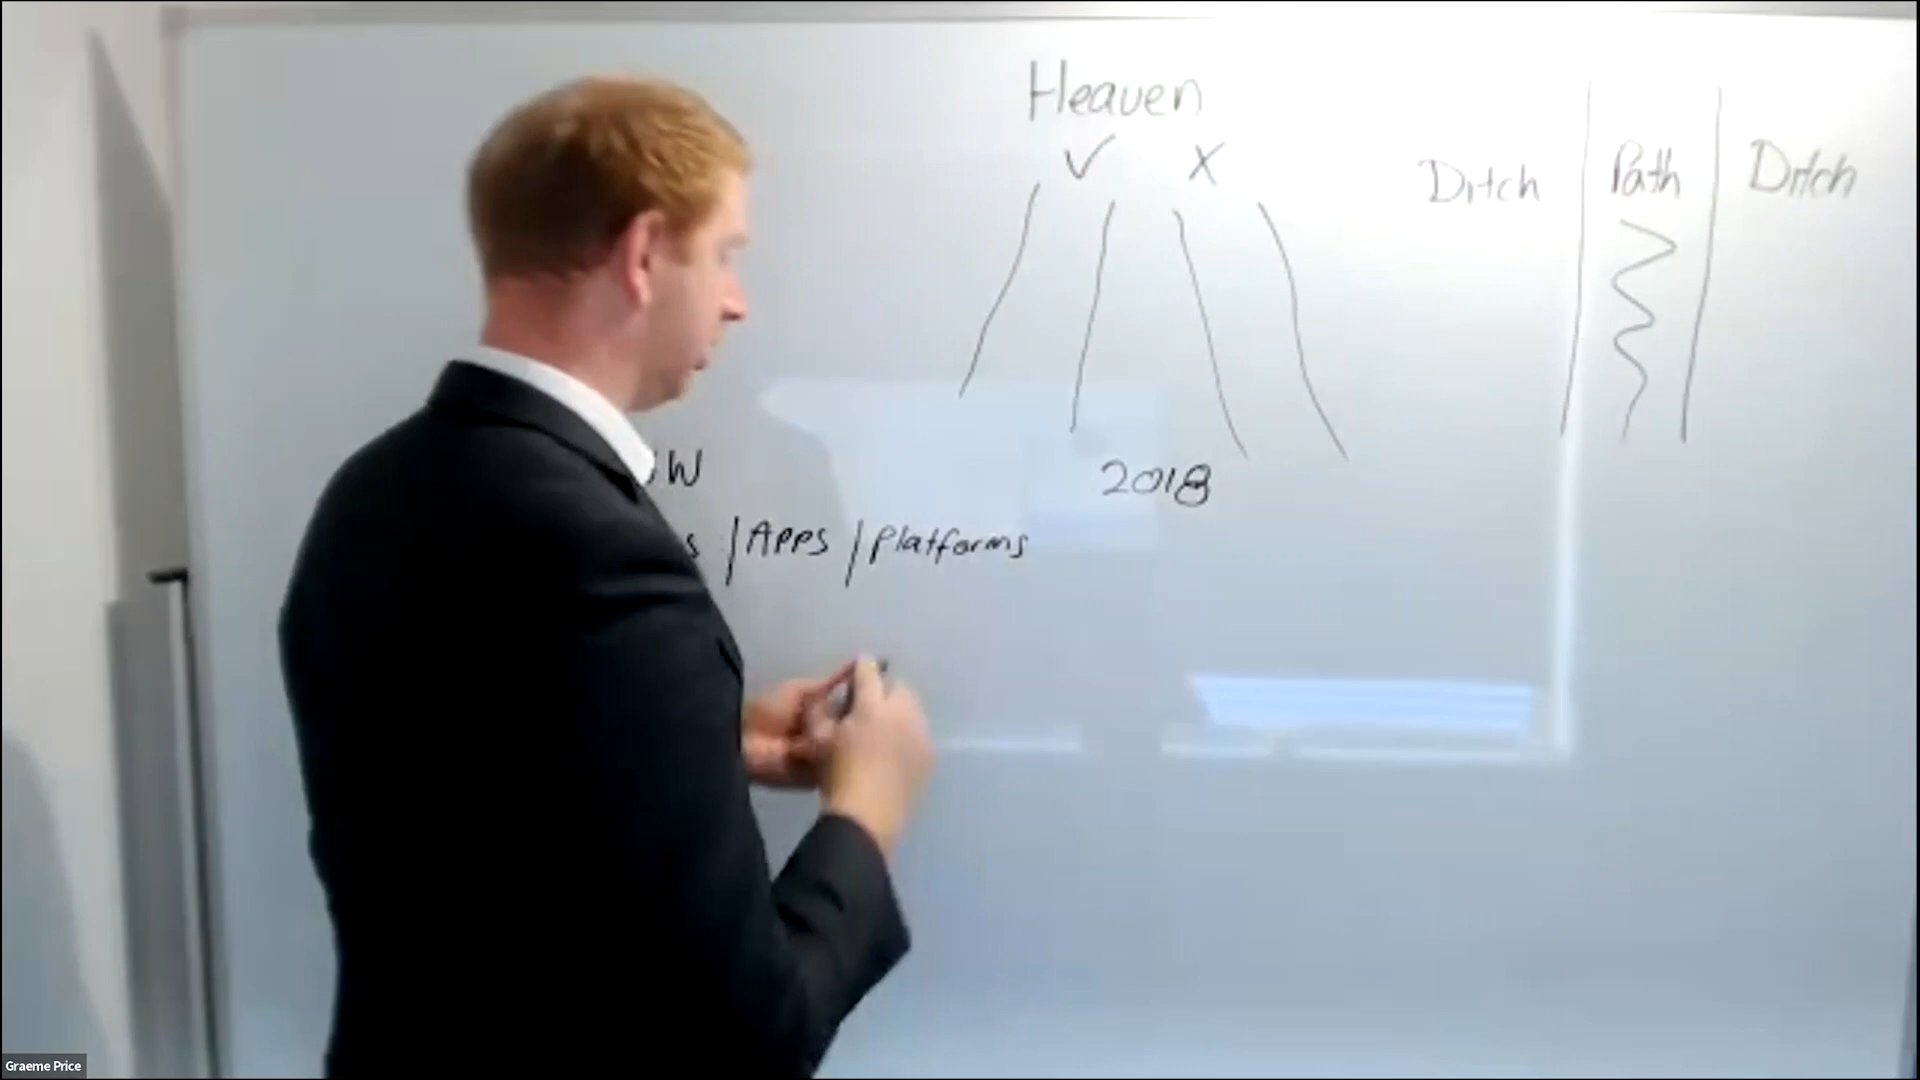 Heaven
✓ X
Ditch Path Ditch
2018
/Apps /Platforms
Graeme Price